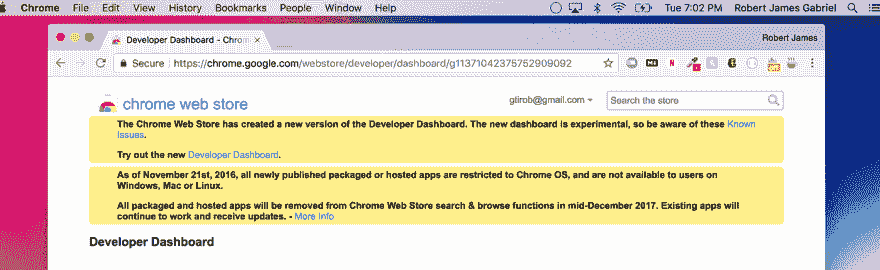 Chrome File Edit View History Bookmarks People Window Help Tue 7:02 PM Robert James Gabriel
Developer Dashboard - Chrom Robert James
Secure https://chrome.google.com/webstore/developer/dashboard/g11371042375752909092
chrome web store gtirob@gmail.com Search the store
The Chrome Web Store has created a new version of the Developer Dashboard. The new dashboard is experimental, so be aware of these Known
Issues.
Try out the new Developer Dashboard.
As of November 21st, 2016, all newly published packaged or hosted apps are restricted to Chrome OS, and are not available to users on
Windows, Mac or Linux.
All packaged and hosted apps will be removed from Chrome Web Store search & browse functions in mid-December 2017. Existing apps will
continue to work and receive updates. - More Info
Developer Dashboard